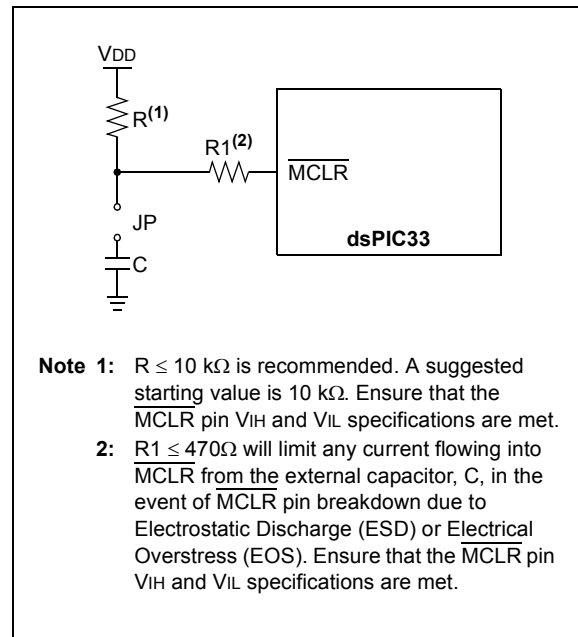 VDD
R(1)
R1(2)
MCLR
JP
dsPIC33
C
Note 1: R ≤ 10 kΩ is recommended. A suggested
starting value is 10 kΩ. Ensure that the
MCLR pin VIH and VIL specifications are met.
2: R1 ≤ 470Ω will limit any current flowing into
MCLR from the external capacitor, C, in the
event of MCLR pin breakdown due to
Electrostatic Discharge (ESD) or Electrical
Overstress (EOS). Ensure that the MCLR pin
VIH and VIL specifications are met.